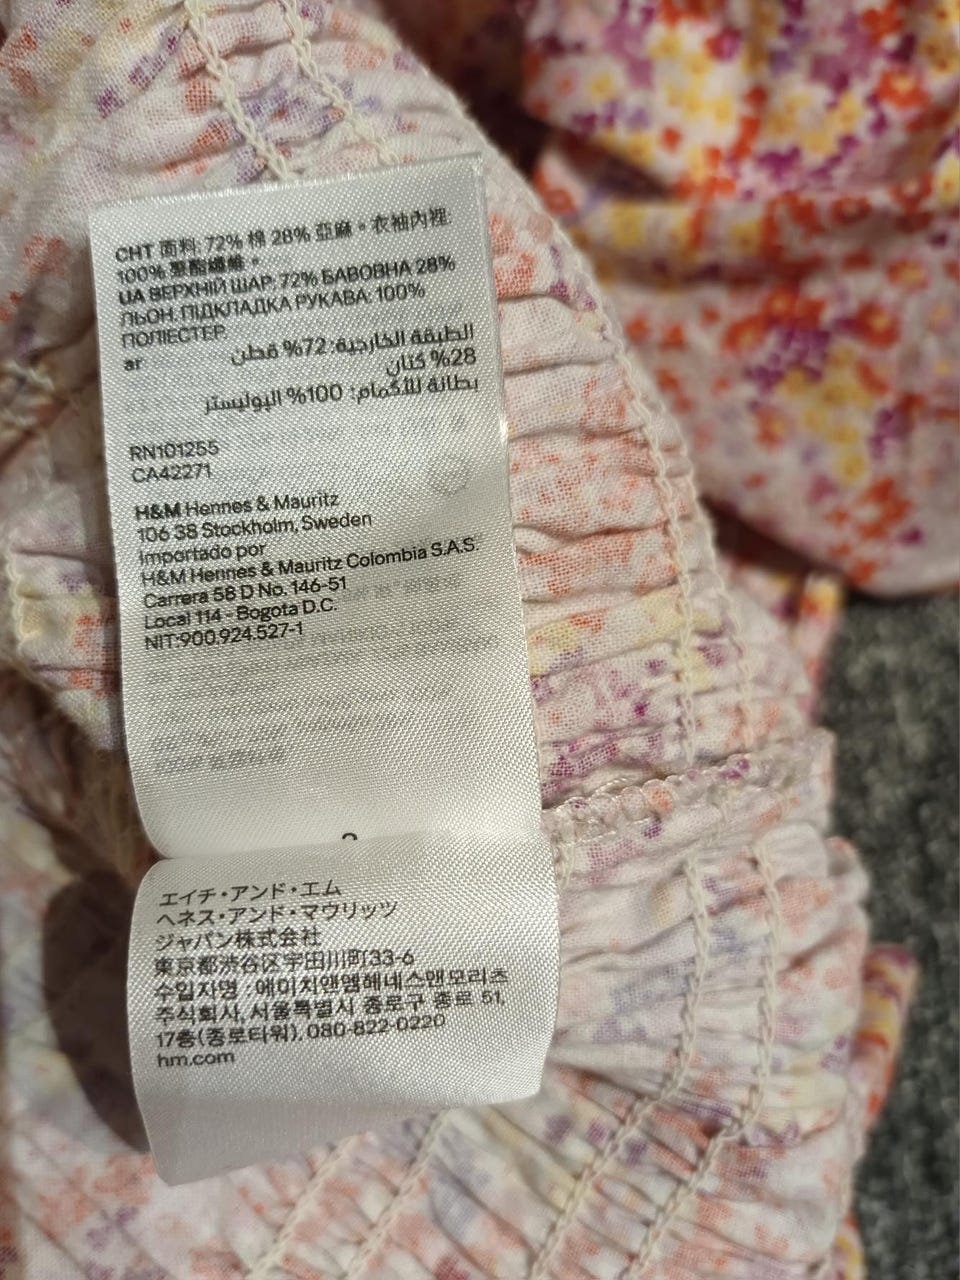 CHT 面料: 72% 棉 28% 亞麻。衣袖內裡:
100% 聚酯纖維。
UA ВЕРХНІЙ ШАР: 72% БАВОВНА 28%
ЛЬОН. ПІДКЛАДКА РУКАВА: 100%
ПОЛІЕСТЕР.
ar الطبقة الخارجية: 72% قطن
28% كتان
بطانة للأكمام: 100% البوليستر
RN101255
CA42271
H&M Hennes & Mauritz
106 38 Stockholm, Sweden
Importado por
H&M Hennes & Mauritz Colombia S.A.S.
Carrera 58 D No. 146-51
Local 114 - Bogota D.C.
NIT:900.924.527-1
エイチ・アンド・エム
ヘネス・アンド・マウリッツ
ジャパン株式会社
東京都渋谷区宇田川町33-6
수입자명 : 에이치앤엠헤네스앤모리츠
주식회사, 서울특별시 종로구 종로 51,
17층(종로타워), 080-822-0220
hm.com